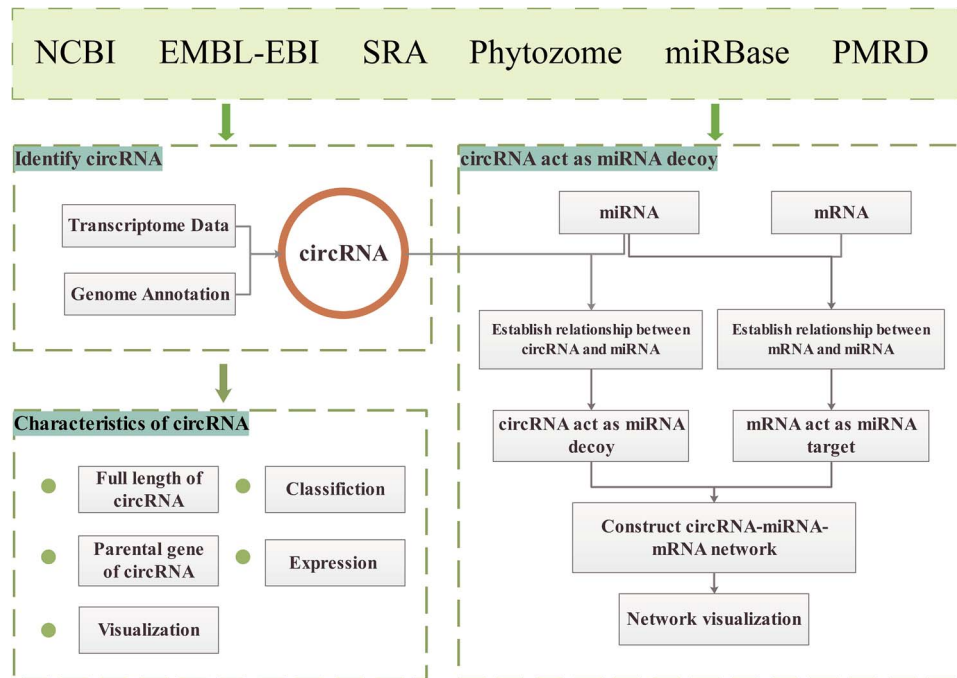 NCBI EMBL-EBI SRA Phytozome miRBase PMRD
Identify circRNA
Transcriptome Data
Genome Annotation
circRNA
Characteristics of circRNA
Full length of
circRNA
Classifiction
Parental gene
of circRNA
Expression
Visualization
circRNA act as miRNA decoy
miRNA
mRNA
Establish relationship between
circRNA and miRNA
Establish relationship between
mRNA and miRNA
circRNA act as miRNA
decoy
mRNA act as miRNA
target
Construct circRNA-miRNA-
mRNA network
Network visualization